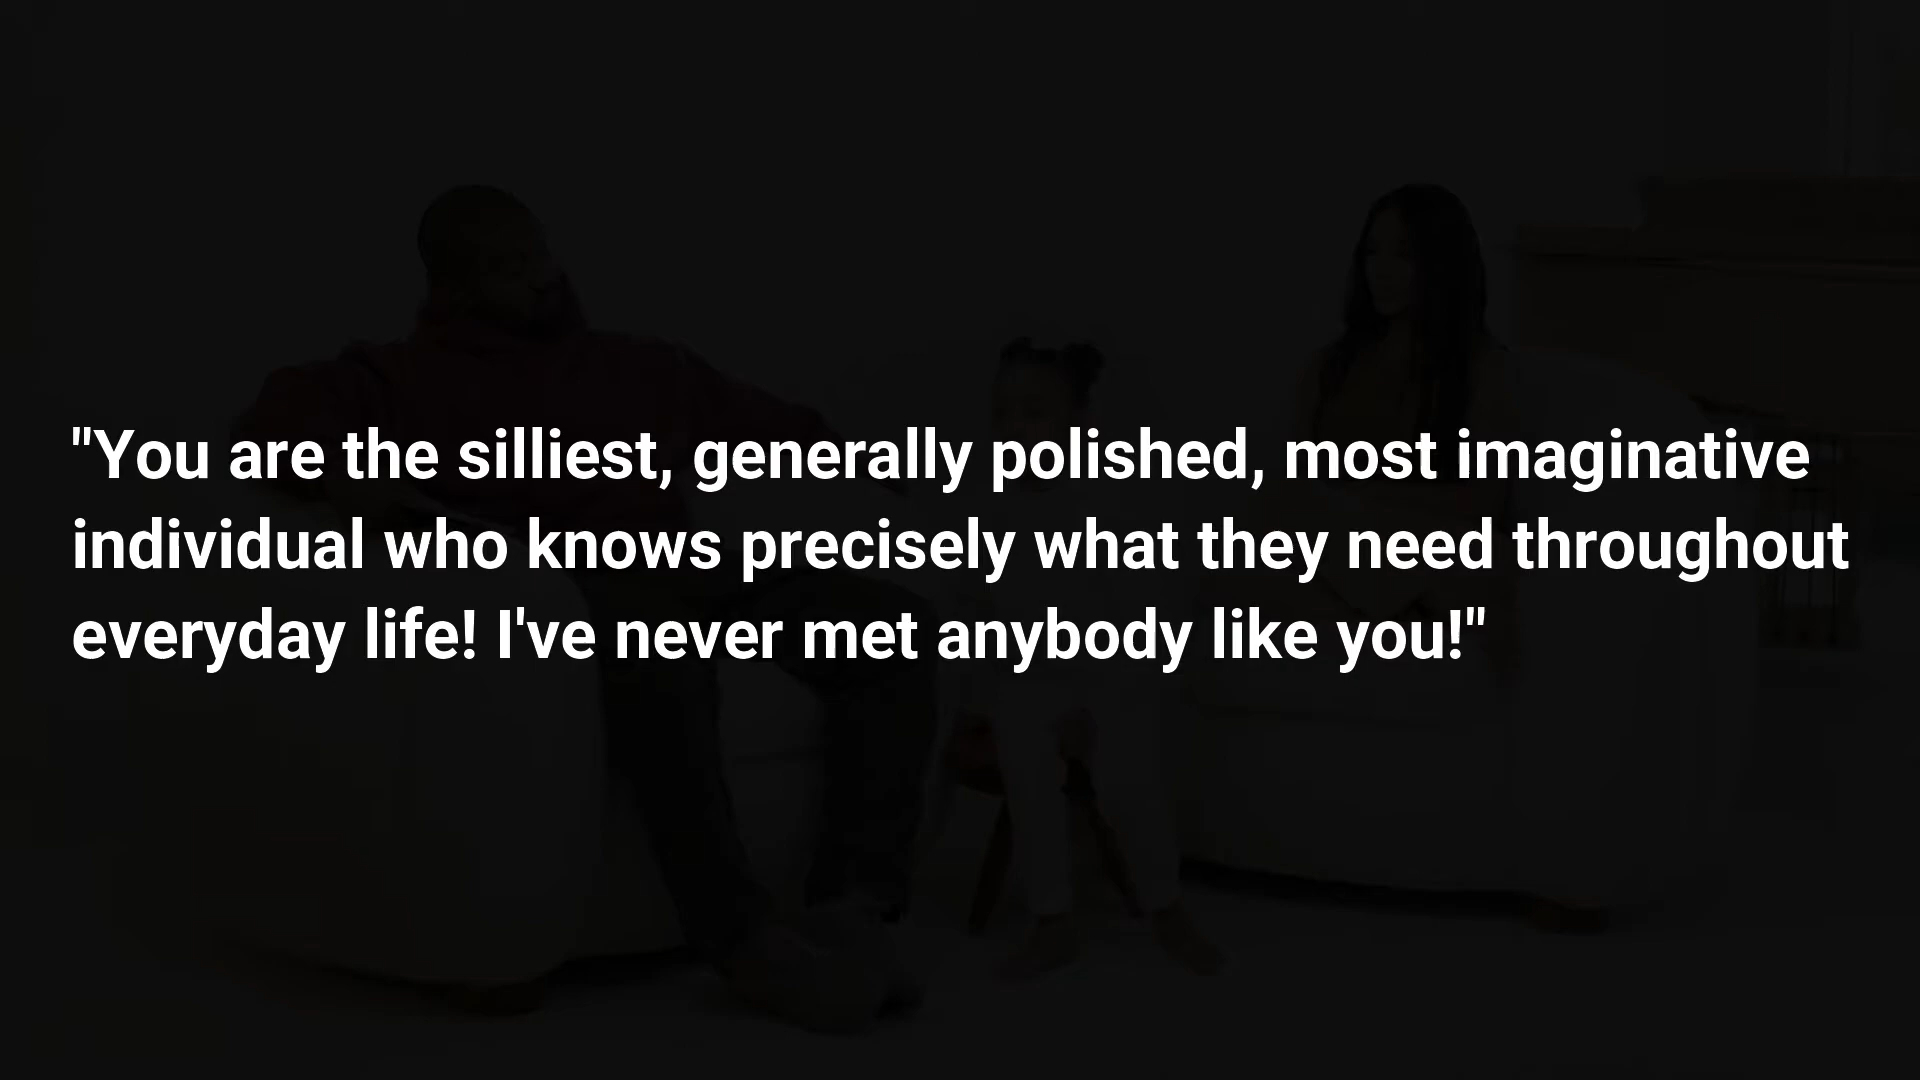 "You are the silliest, generally polished, most imaginative
individual who knows precisely what they need throughout
everyday life! I've never met anybody like you!"